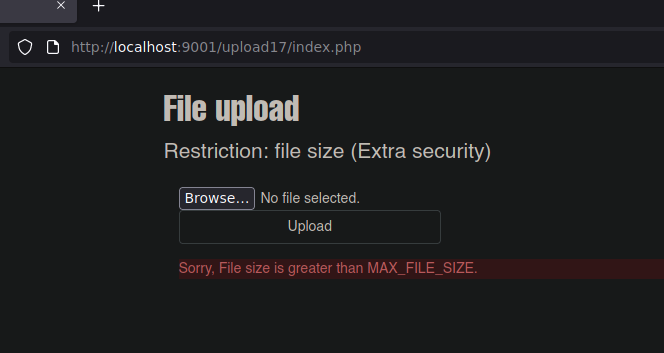 http://localhost:9001/upload17/index.php
File upload
Restriction: file size (Extra security)
Browse... No file selected.
Upload
Sorry, File size is greater than MAX_FILE_SIZE.